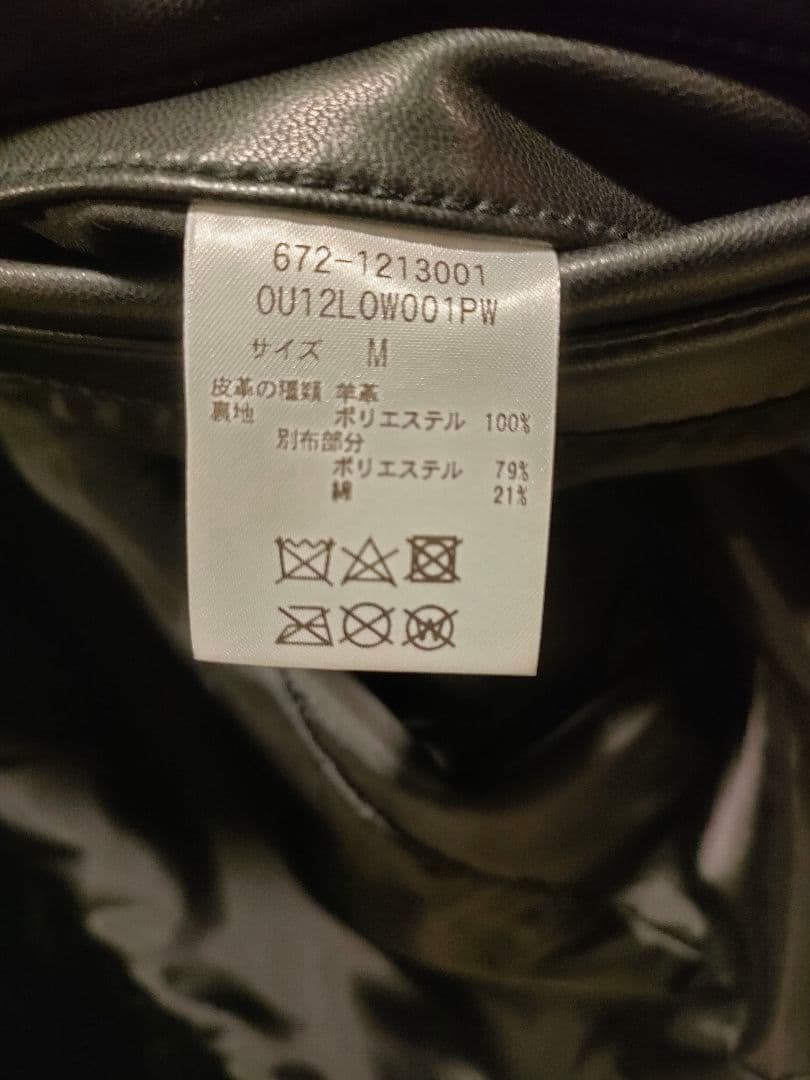 672-1213001
OU12LOW001PW
サイズ M
皮革の種類 羊革
裏地 ポリエステル 100%
別布部分
ポリエステル 79%
綿 21%
W